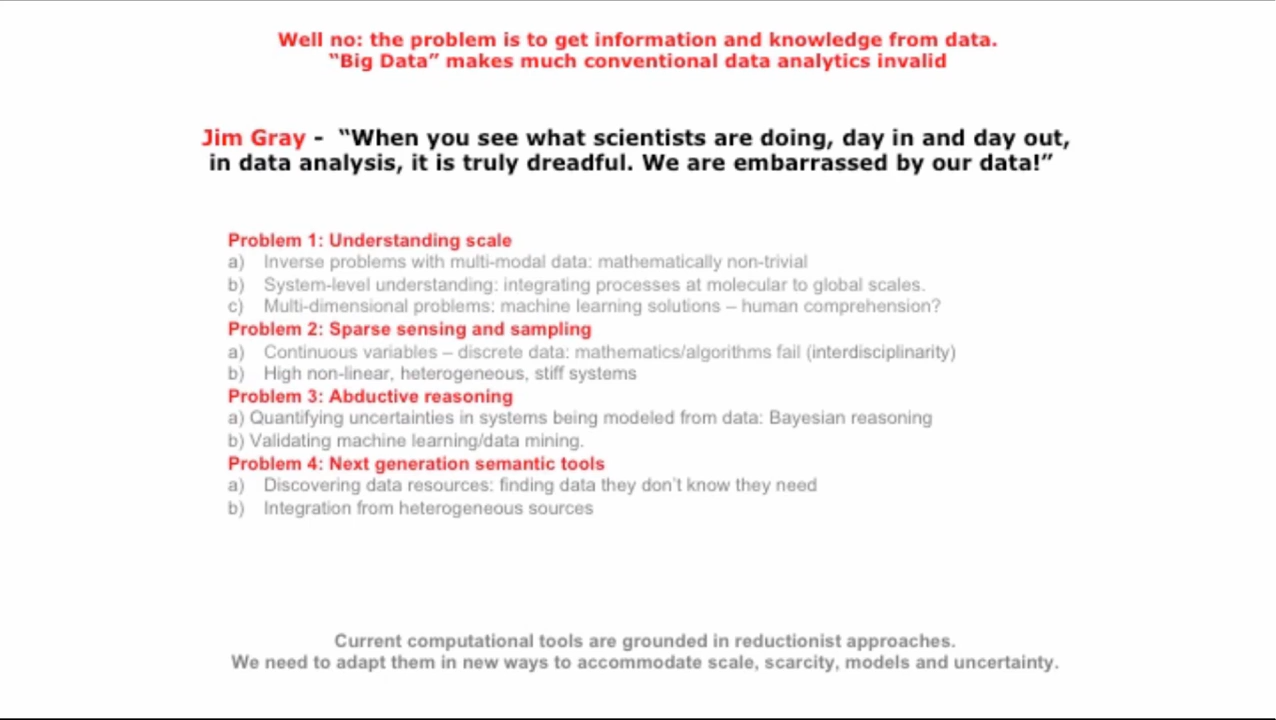 Well no: the problem is to get information and knowledge from data.
“Big Data” makes much conventional data analytics invalid
Jim Gray - “When you see what scientists are doing, day in and day out,
in data analysis, it is truly dreadful. We are embarrassed by our data!”
Problem 1: Understanding scale
a) Inverse problems with multi-modal data: mathematically non-trivial
b) System-level understanding: integrating processes at molecular to global scales.
c) Multi-dimensional problems: machine learning solutions – human comprehension?
Problem 2: Sparse sensing and sampling
a) Continuous variables – discrete data: mathematics/algorithms fail (interdisciplinarity)
b) High non-linear, heterogeneous, stiff systems
Problem 3: Abductive reasoning
a) Quantifying uncertainties in systems being modeled from data: Bayesian reasoning
b) Validating machine learning/data mining.
Problem 4: Next generation semantic tools
a) Discovering data resources: finding data they don’t know they need
b) Integration from heterogeneous sources
Current computational tools are grounded in reductionist approaches.
We need to adapt them in new ways to accommodate scale, scarcity, models and uncertainty.